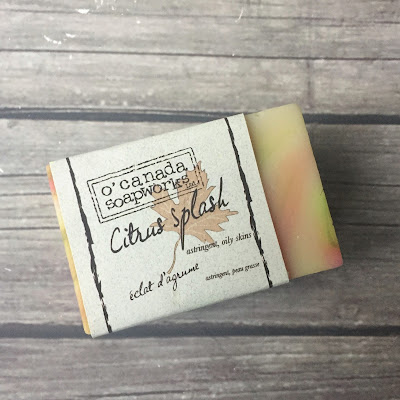 o' canada
soapworks ltd.
Citrus splash
astringent, oily skins
éclat d'agrume
astringent, peau grasse